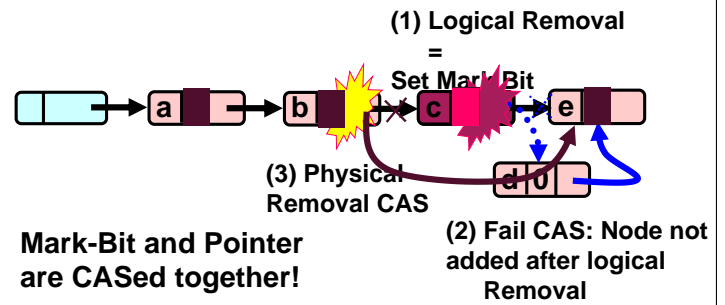 (1) Logical Removal
=
Set Mark Bit
a
b
c
e
d 0
(3) Physical
Removal CAS
(2) Fail CAS: Node not
added after logical
Removal
Mark-Bit and Pointer
are CASed together!